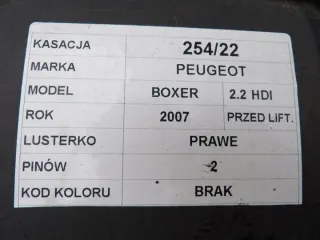 KASACJA 254/22
MARKA PEUGEOT
MODEL BOXER 2.2 HDI
ROK 2007 PRZED LiFT.
LUSTERKO PRAWE
PINÓW 2
KOD KOLORU BRAK